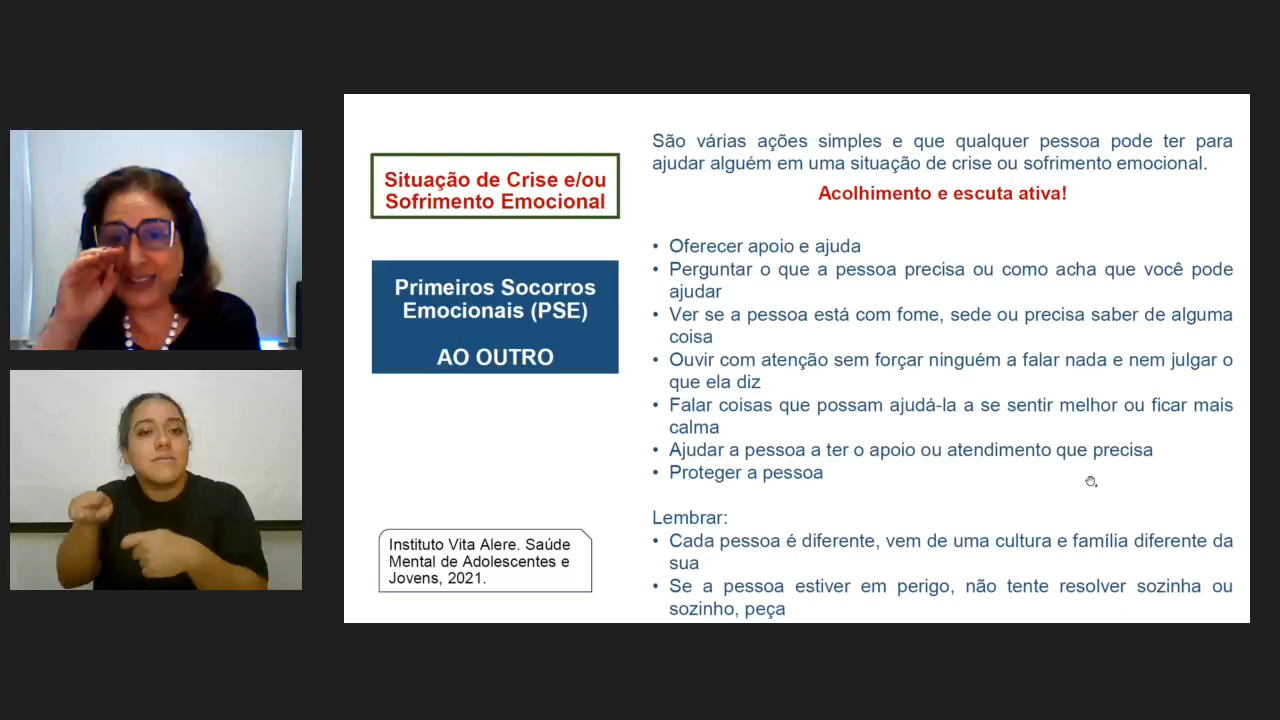 Situação de Crise e/ou
Sofrimento Emocional
Primeiros Socorros
Emocionais (PSE)
AO OUTRO
Instituto Vita Alere. Saúde
Mental de Adolescentes e
Jovens, 2021.
São várias ações simples e que qualquer pessoa pode ter para
ajudar alguém em uma situação de crise ou sofrimento emocional.
Acolhimento e escuta ativa!
• Oferecer apoio e ajuda
• Perguntar o que a pessoa precisa ou como acha que você pode
ajudar
• Ver se a pessoa está com fome, sede ou precisa saber de alguma
coisa
• Ouvir com atenção sem forçar ninguém a falar nada e nem julgar o
que ela diz
• Falar coisas que possam ajudá-la a se sentir melhor ou ficar mais
calma
• Ajudar a pessoa a ter o apoio ou atendimento que precisa
• Proteger a pessoa
Lembrar:
• Cada pessoa é diferente, vem de uma cultura e família diferente da
sua
• Se a pessoa estiver em perigo, não tente resolver sozinha ou
sozinho, peça